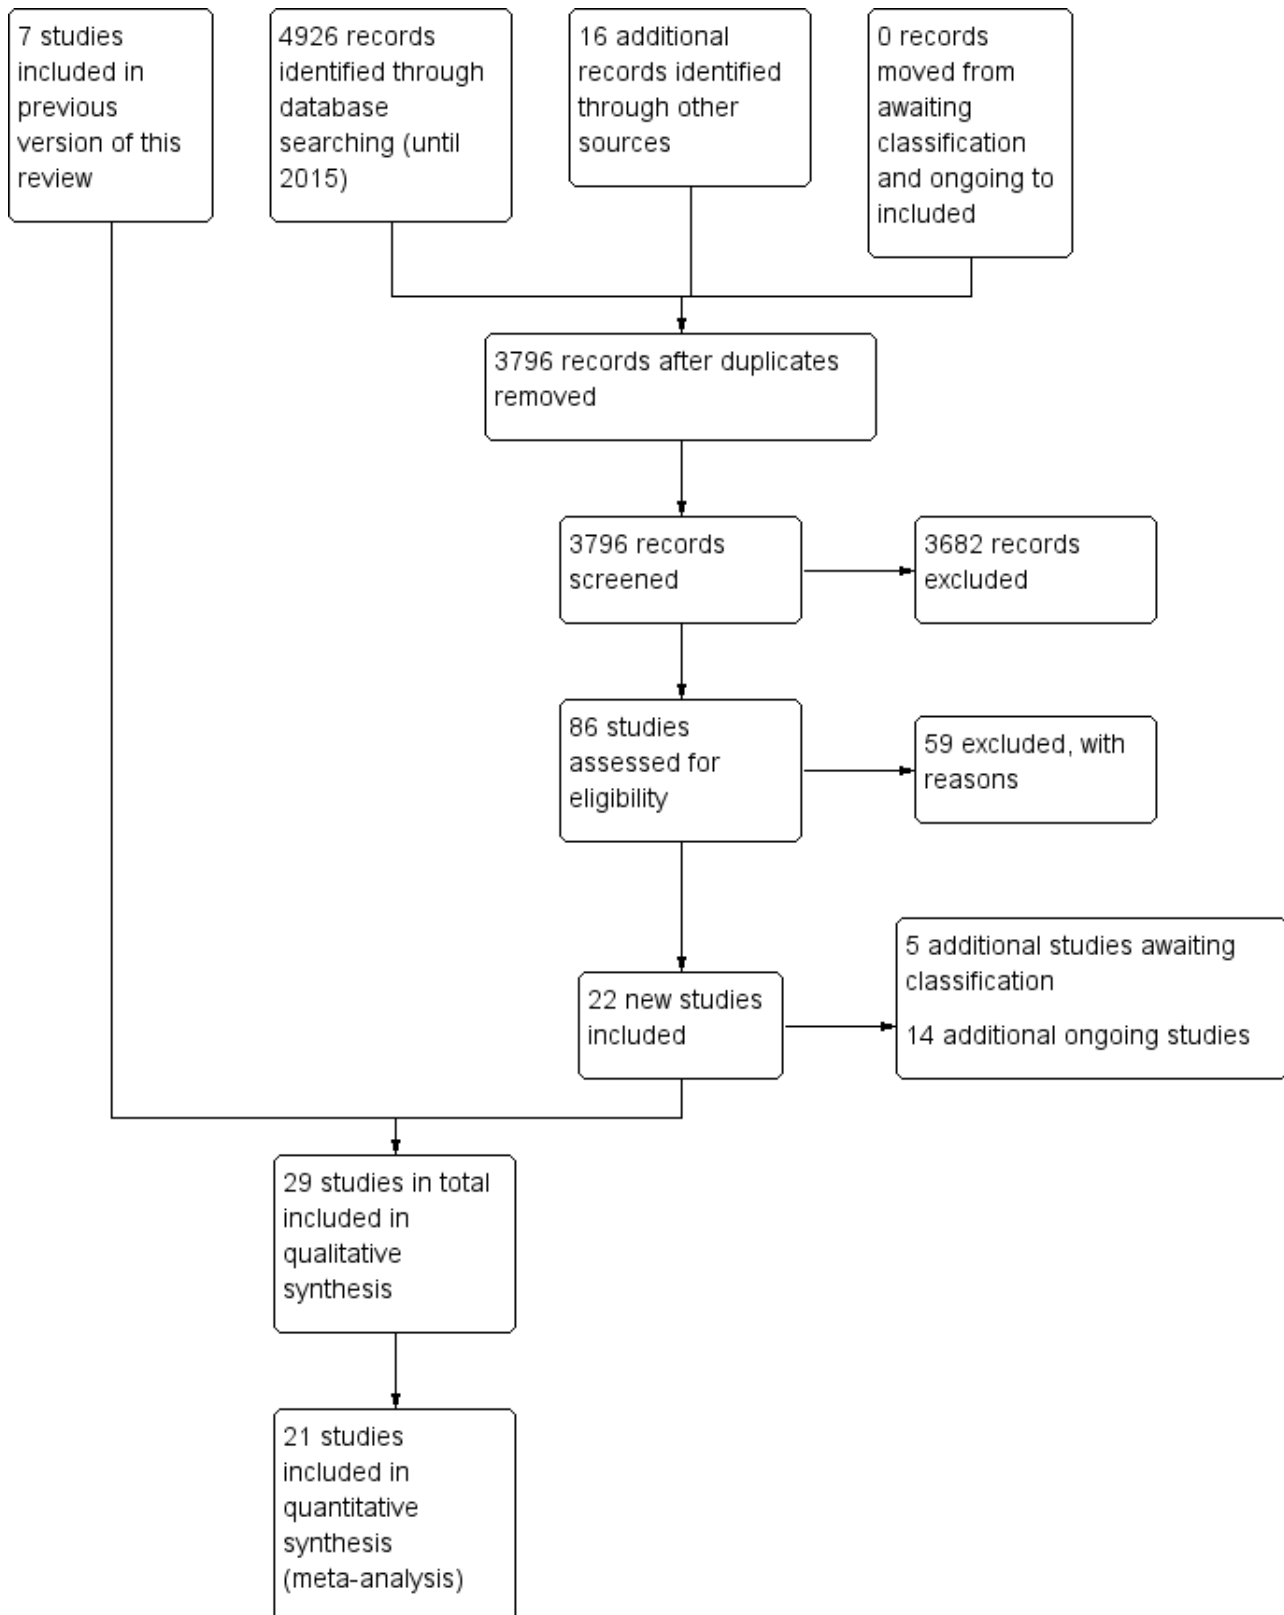 7 studies
included in
previous
version of this
review
4926 records
identified through
database
searching (until
2015)
16 additional
records identified
through other
sources
0 records
moved from
awaiting
classification
and ongoing to
included
3796 records after duplicates
removed
3796 records
screened
3682 records
excluded
86 studies
assessed for
eligibility
59 excluded, with
reasons
22 new studies
included
5 additional studies awaiting
classification
14 additional ongoing studies
29 studies in total
included in
qualitative
synthesis
21 studies
included in
quantitative
synthesis
(meta-analysis)